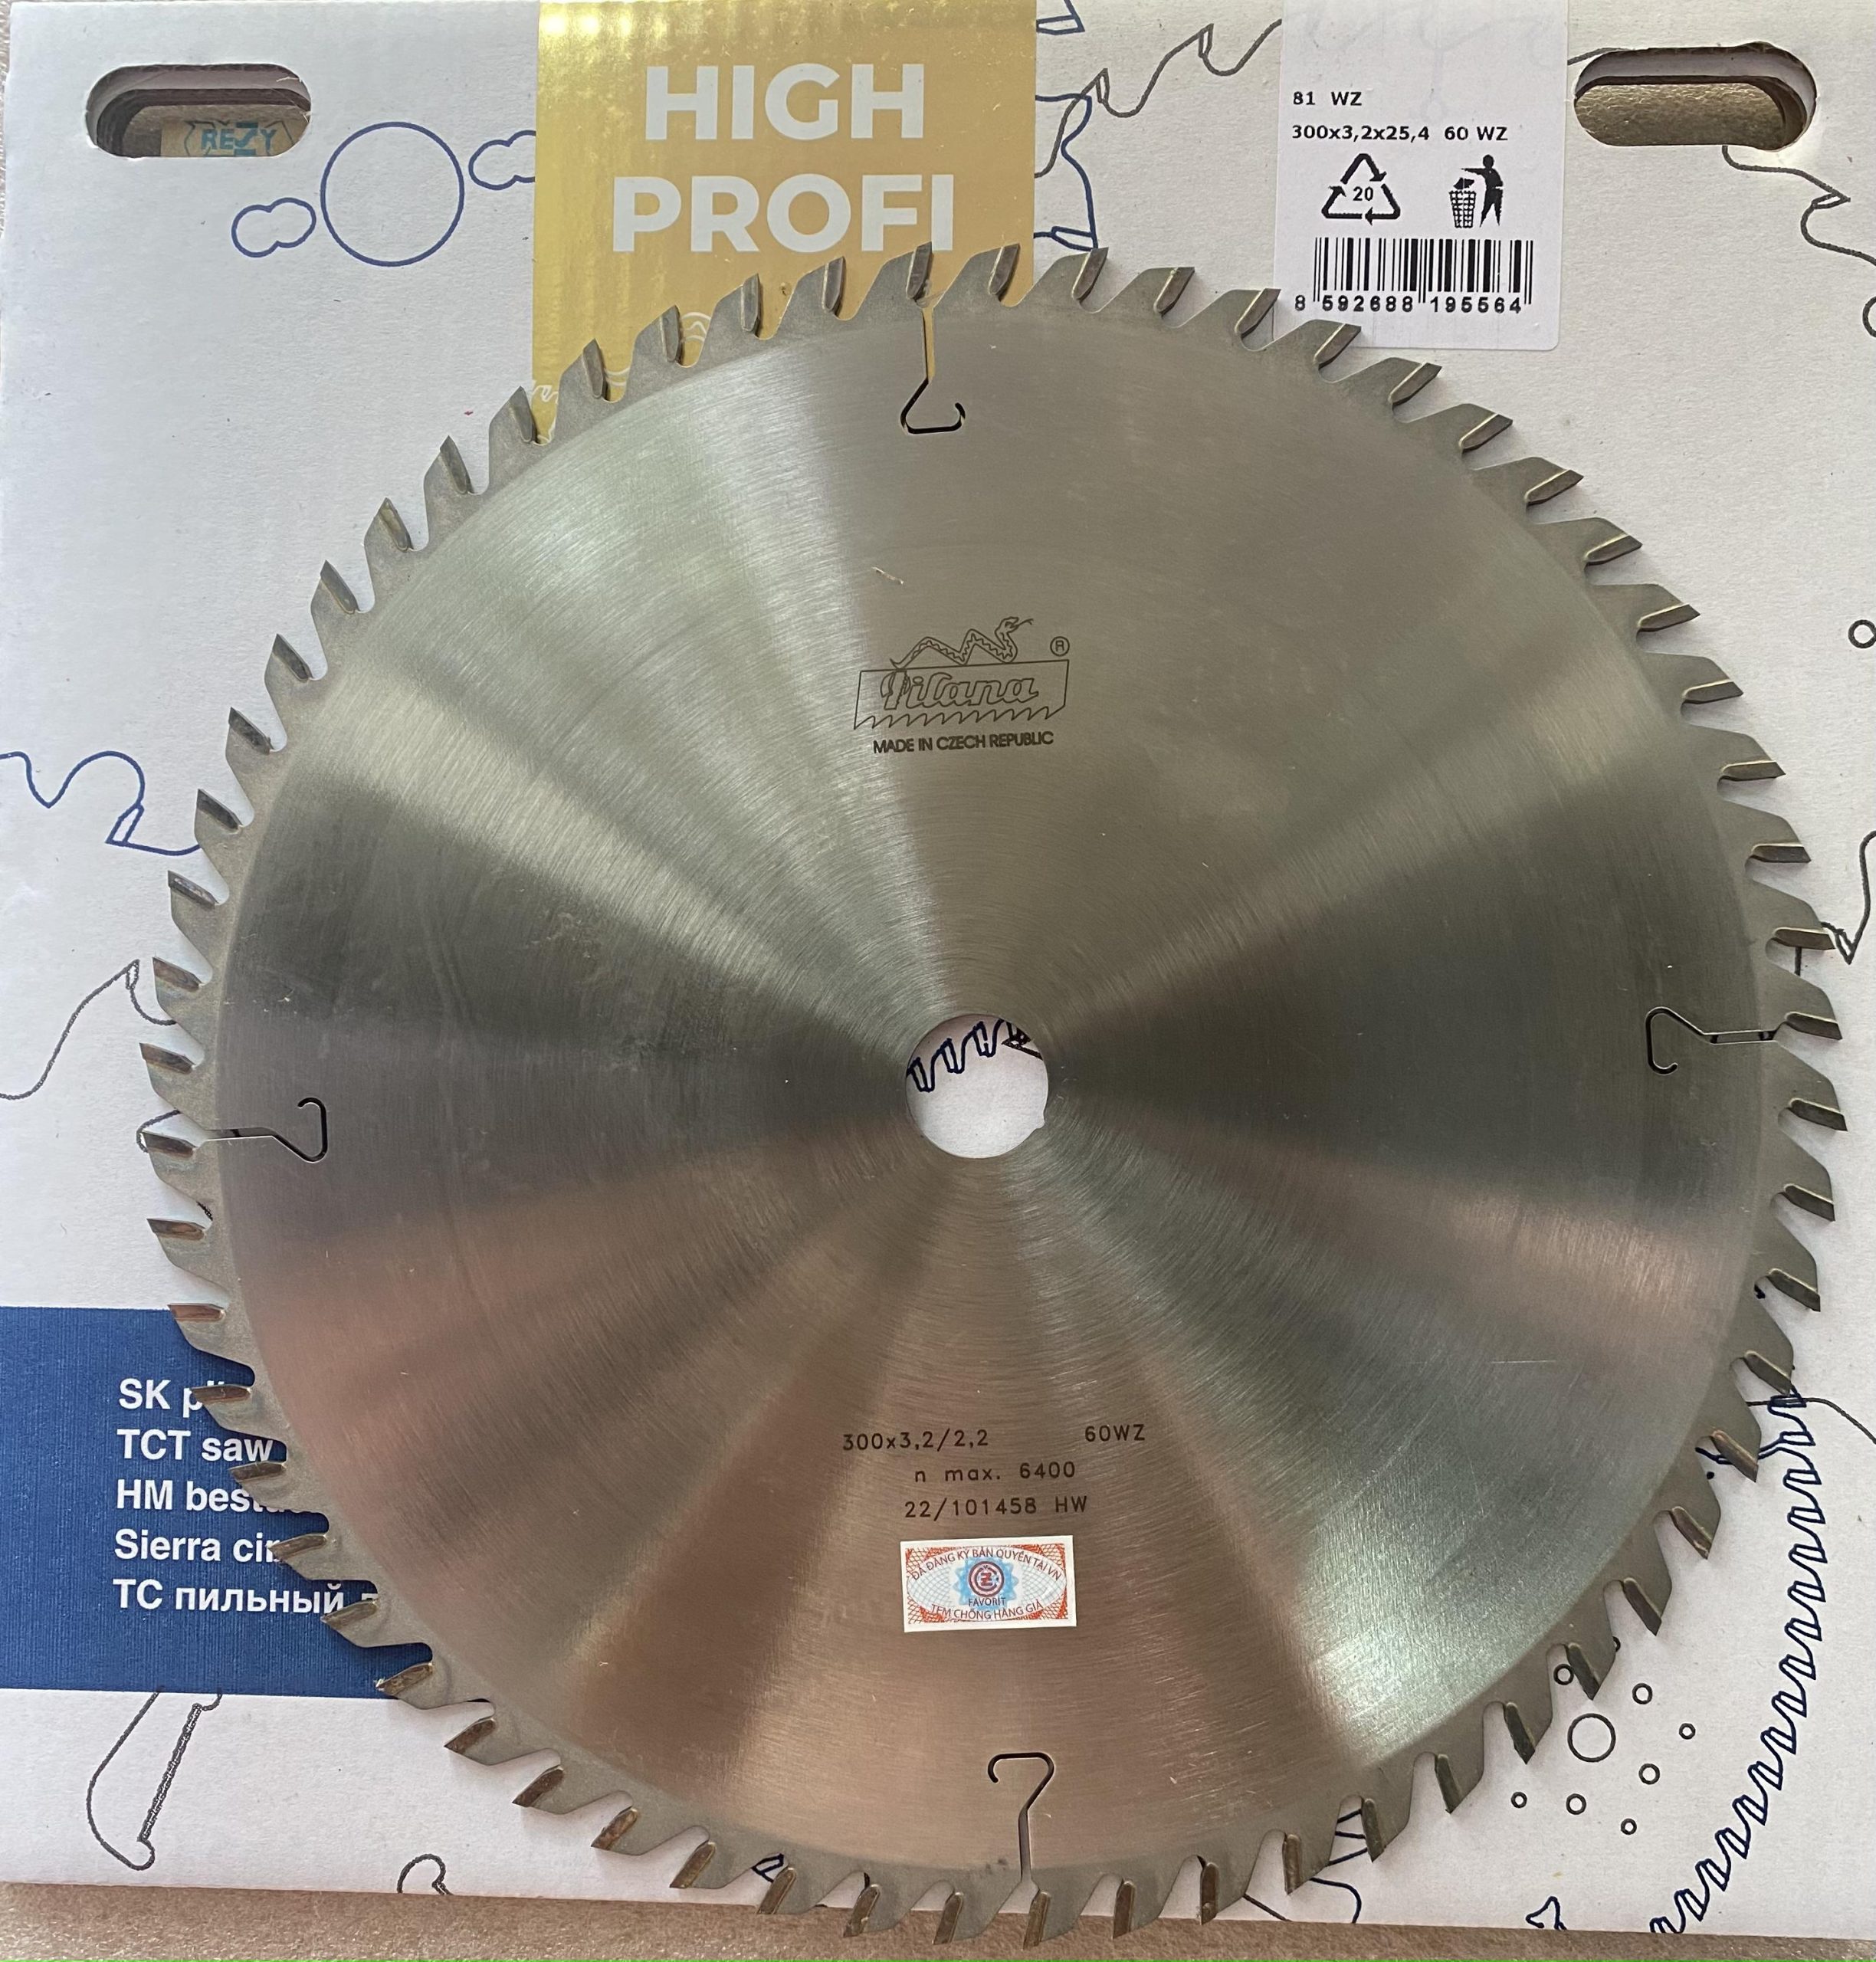 ŘEZY
HIGH
PROFI
81 WZ
300x3,2x25,4 60 WZ
20
8 592688 195564
®
Pilana
MADE IN CZECH REPUBLIC
SK
TCT saw
HM
Sierra
TC пильный
300x3,2/2,2 60WZ
n max. 6400
22/101458 HW
ĐÃ ĐĂNG KÝ BẢN QUYỀN TẠI VN
FAVORIT
TEM CHỐNG HÀNG GIẢ